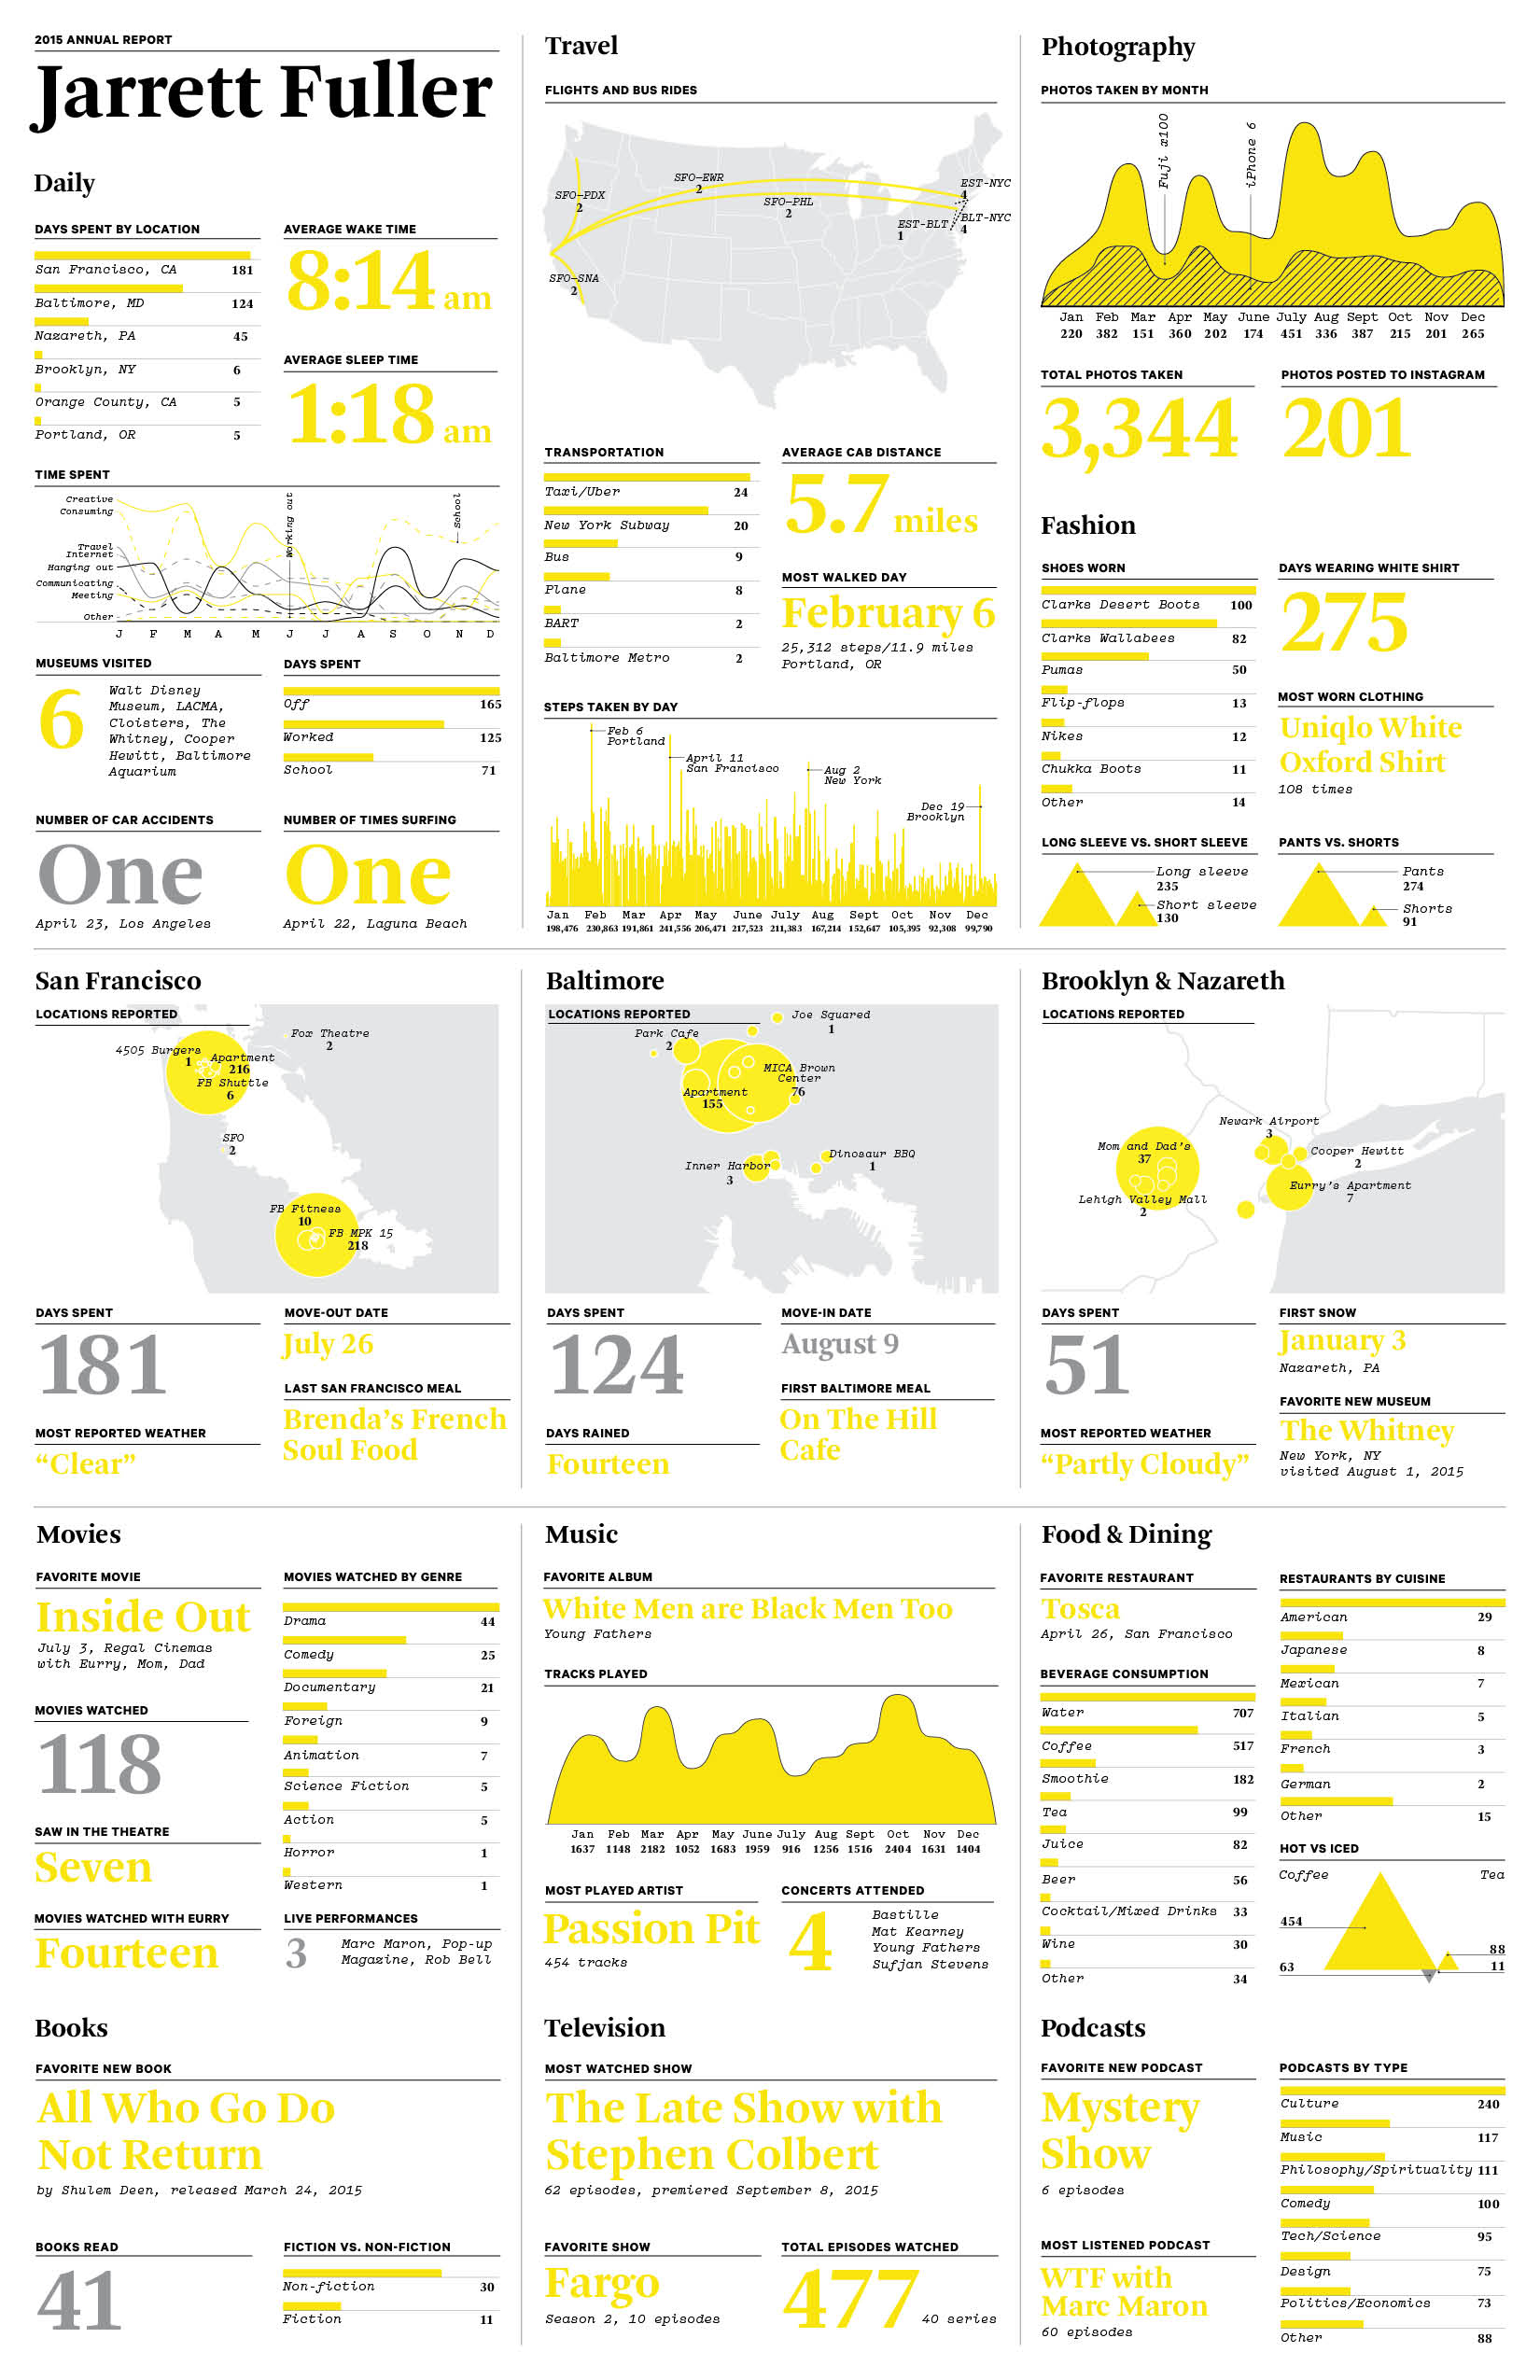 2015 ANNUAL REPORT
Jarrett Fuller
Daily
DAYS SPENT BY LOCATION
San Francisco, CA 181
Baltimore, MD 124
Nazareth, PA 45
Brooklyn, NY 6
Orange County, CA 5
Portland, OR 5
AVERAGE WAKE TIME
8:14 am
AVERAGE SLEEP TIME
1:18 am
TIME SPENT
Creative
Consuming
Travel
Internet
Hanging out
Communicating
Meeting
Other
Working out
School
J F M A M J J A S O N D
MUSEUMS VISITED
6
Walt Disney
Museum, LACMA,
Cloisters, The
Whitney, Cooper
Hewitt, Baltimore
Aquarium
DAYS SPENT
Off 165
Worked 125
School 71
NUMBER OF CAR ACCIDENTS
One
April 23, Los Angeles
NUMBER OF TIMES SURFING
One
April 22, Laguna Beach
Travel
FLIGHTS AND BUS RIDES
SFO–PDX
2
SFO–EWR
2
SFO–PHL
2
SFO–SNA
2
EST-NYC
4
BLT-NYC
4
EST-BLT
1
TRANSPORTATION
Taxi/Uber 24
New York Subway 20
Bus 9
Plane 8
BART 2
Baltimore Metro 2
AVERAGE CAB DISTANCE
5.7 miles
MOST WALKED DAY
February 6
25,312 steps/11.9 miles
Portland, OR
STEPS TAKEN BY DAY
Feb 6
Portland
April 11
San Francisco
Aug 2
New York
Dec 19
Brooklyn
Jan Feb Mar Apr May June July Aug Sept Oct Nov Dec
198,476 230,863 191,861 241,556 206,471 217,523 211,383 167,214 152,647 105,395 92,308 99,790
Photography
PHOTOS TAKEN BY MONTH
Fuji x100
iPhone 6
Jan Feb Mar Apr May June July Aug Sept Oct Nov Dec
220 382 151 360 202 174 451 336 387 215 201 265
TOTAL PHOTOS TAKEN
3,344
PHOTOS POSTED TO INSTAGRAM
201
Fashion
SHOES WORN
Clarks Desert Boots 100
Clarks Wallabees 82
Pumas 50
Flip-flops 13
Nikes 12
Chukka Boots 11
Other 14
DAYS WEARING WHITE SHIRT
275
MOST WORN CLOTHING
Uniqlo White
Oxford Shirt
108 times
LONG SLEEVE VS. SHORT SLEEVE
Long sleeve
235
Short sleeve
130
PANTS VS. SHORTS
Pants
274
Shorts
91
San Francisco
LOCATIONS REPORTED
4505 Burgers
1
Apartment
216
FB Shuttle
6
Fox Theatre
2
SFO
2
FB Fitness
10
FB MPK 15
218
DAYS SPENT
181
MOST REPORTED WEATHER
“Clear”
MOVE-OUT DATE
July 26
LAST SAN FRANCISCO MEAL
Brenda’s French
Soul Food
Baltimore
LOCATIONS REPORTED
Joe Squared
1
Park Cafe
2
MICA Brown
Center
76
Apartment
155
Inner Harbor
3
Dinosaur BBQ
1
DAYS SPENT
124
DAYS RAINED
Fourteen
MOVE-IN DATE
August 9
FIRST BALTIMORE MEAL
On The Hill
Cafe
Brooklyn & Nazareth
LOCATIONS REPORTED
Newark Airport
3
Mom and Dad’s
37
Cooper Hewitt
2
Eurry’s Apartment
7
Lehigh Valley Mall
2
DAYS SPENT
51
MOST REPORTED WEATHER
“Partly Cloudy”
FIRST SNOW
January 3
Nazareth, PA
FAVORITE NEW MUSEUM
The Whitney
New York, NY
visited August 1, 2015
Movies
FAVORITE MOVIE
Inside Out
July 3, Regal Cinemas
with Eurry, Mom, Dad
MOVIES WATCHED
118
SAW IN THE THEATRE
Seven
MOVIES WATCHED WITH EURRY
Fourteen
MOVIES WATCHED BY GENRE
Drama 44
Comedy 25
Documentary 21
Foreign 9
Animation 7
Science Fiction 5
Action 5
Horror 1
Western 1
LIVE PERFORMANCES
3
Marc Maron, Pop-up
Magazine, Rob Bell
Music
FAVORITE ALBUM
White Men are Black Men Too
Young Fathers
TRACKS PLAYED
Jan Feb Mar Apr May June July Aug Sept Oct Nov Dec
1637 1148 2182 1052 1683 1959 916 1256 1516 2404 1631 1404
MOST PLAYED ARTIST
Passion Pit
454 tracks
CONCERTS ATTENDED
4
Bastille
Mat Kearney
Young Fathers
Sufjan Stevens
Food & Dining
FAVORITE RESTAURANT
Tosca
April 26, San Francisco
BEVERAGE CONSUMPTION
Water 707
Coffee 517
Smoothie 182
Tea 99
Juice 82
Beer 56
Cocktail/Mixed Drinks 33
Wine 30
Other 34
RESTAURANTS BY CUISINE
American 29
Japanese 8
Mexican 7
Italian 5
French 3
German 2
Other 15
HOT VS ICED
Coffee Tea
454
88
63
11
Books
FAVORITE NEW BOOK
All Who Go Do
Not Return
by Shulem Deen, released March 24, 2015
BOOKS READ
41
FICTION VS. NON-FICTION
Non-fiction 30
Fiction 11
Television
MOST WATCHED SHOW
The Late Show with
Stephen Colbert
62 episodes, premiered September 8, 2015
FAVORITE SHOW
Fargo
Season 2, 10 episodes
TOTAL EPISODES WATCHED
477 40 series
Podcasts
FAVORITE NEW PODCAST
Mystery
Show
6 episodes
MOST LISTENED PODCAST
WTF with
Marc Maron
60 episodes
PODCASTS BY TYPE
Culture 240
Music 117
Philosophy/Spirituality 111
Comedy 100
Tech/Science 95
Design 75
Politics/Economics 73
Other 88